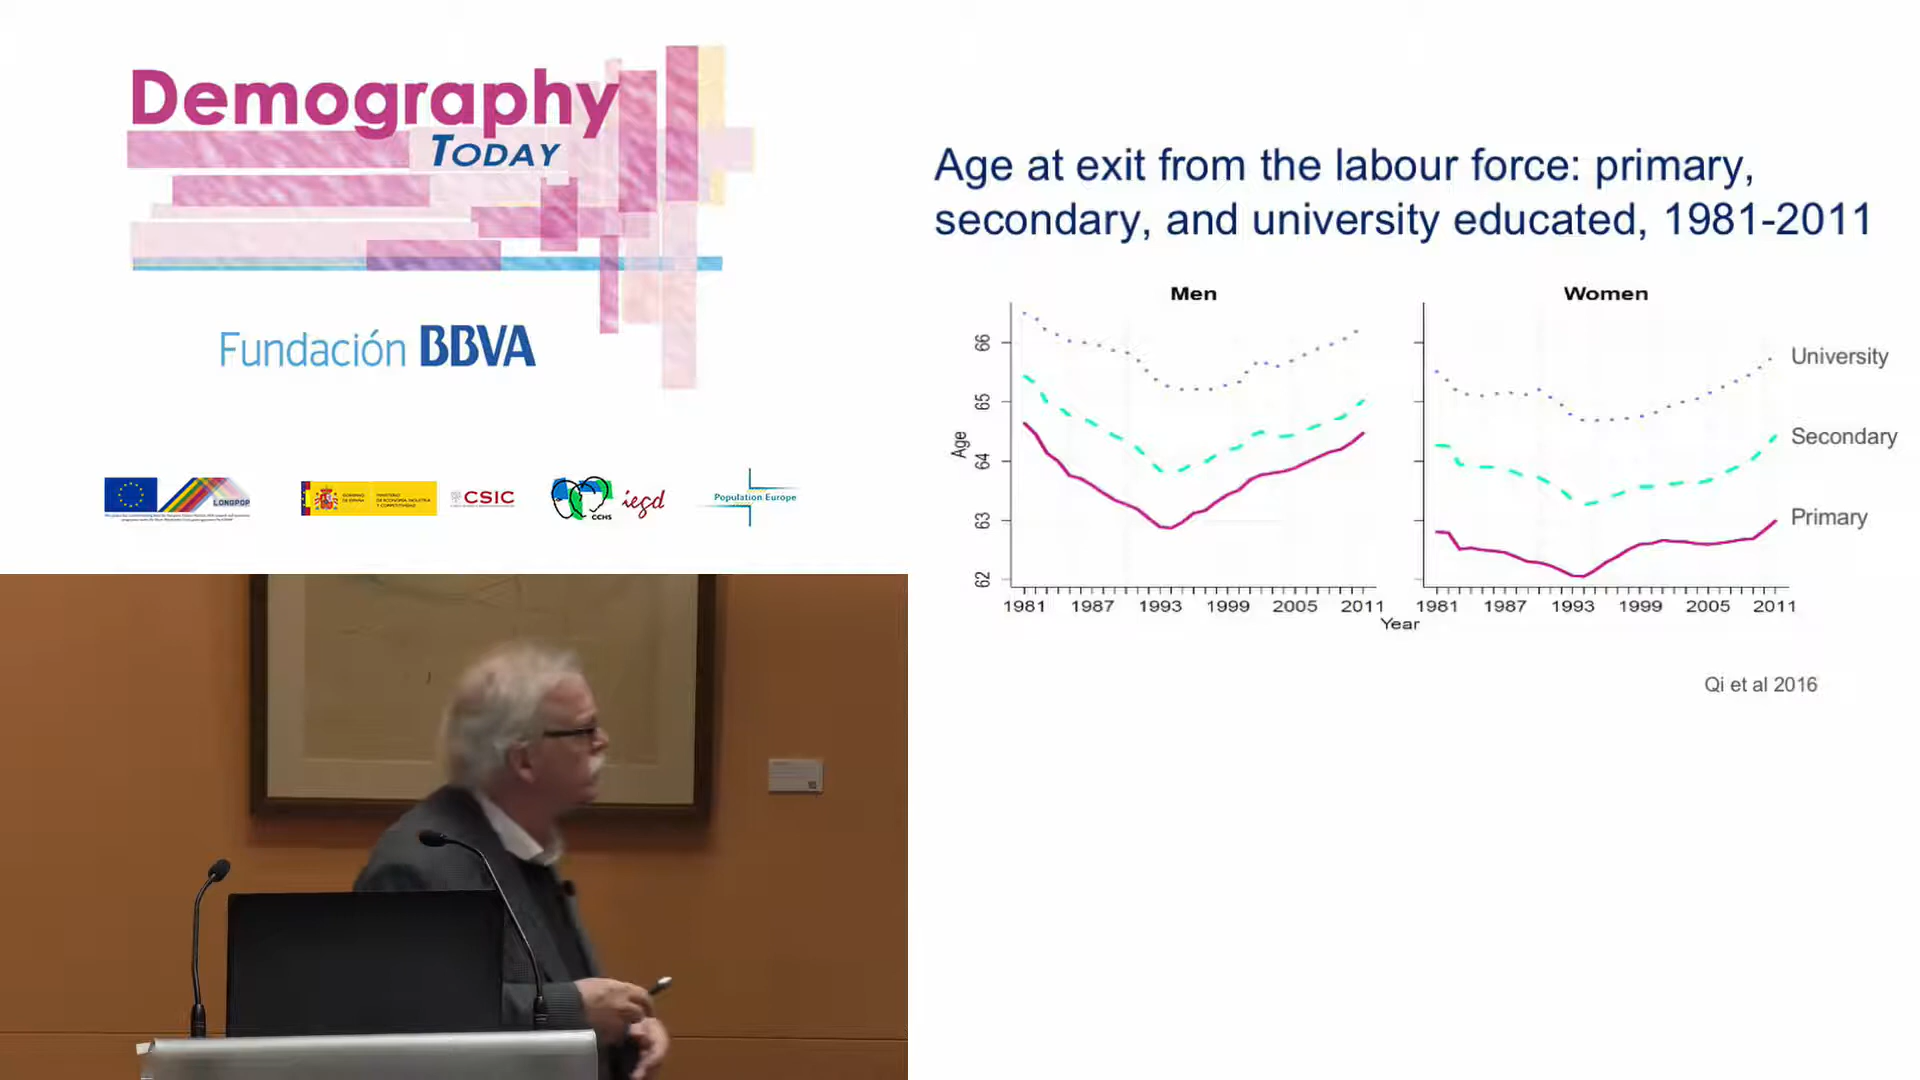 Demography
TODAY
Fundación BBVA
LONGPOP
GOBIERNO
DE ESPAÑA
MINISTERIO
DE ECONOMÍA, INDUSTRIA
Y COMPETITIVIDAD
CSIC
CCHS
iegd
Population Europe
Age at exit from the labour force: primary,
secondary, and university educated, 1981-2011
Men
Women
Age
66
65
64
63
62
1981 1987 1993 1999 2005 2011
1981 1987 1993 1999 2005 2011
Year
University
Secondary
Primary
Qi et al 2016